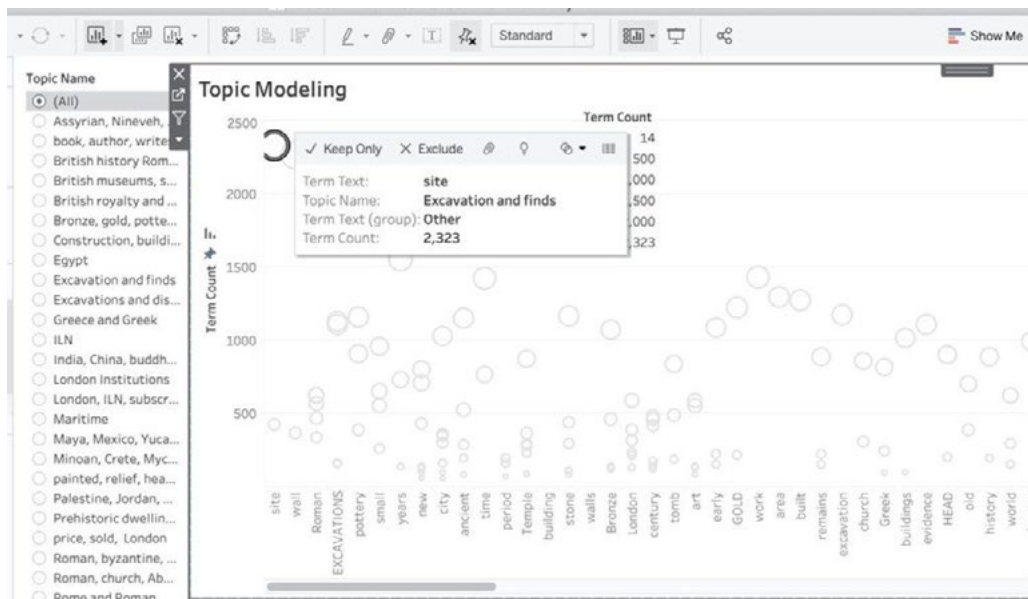 Standard
Show Me
Topic Name
(All)
Assyrian, Nineveh,
book, author, write
British history Rom...
British museums, s...
British royalty and ...
Bronze, gold, potte...
Construction, buildi...
Egypt
Excavation and finds
Excavations and dis...
Greece and Greek
ILN
India, China, buddh...
London Institutions
London, ILN, subscr...
Maritime
Maya, Mexico, Yuca...
Minoan, Crete, Myc...
painted, relief, hea...
Palestine, Jordan, ...
Prehistoric dwellin...
price, sold, London
Roman, byzantine, ...
Roman, church, Ab...
Rome and Roman
Topic Modeling
Term Count
14
500
,000
,500
,000
,323
Keep Only Exclude
Term Text: site
Topic Name: Excavation and finds
Term Text (group): Other
Term Count: 2,323
Term Count
2500
2000
1500
1000
500
site
wall
Roman
EXCAVATIONS
pottery
small
years
new
city
ancient
time
period
Temple
building
stone
walls
Bronze
London
century
tomb
art
early
GOLD
work
area
built
remains
excavation
church
Greek
buildings
evidence
HEAD
old
history
world